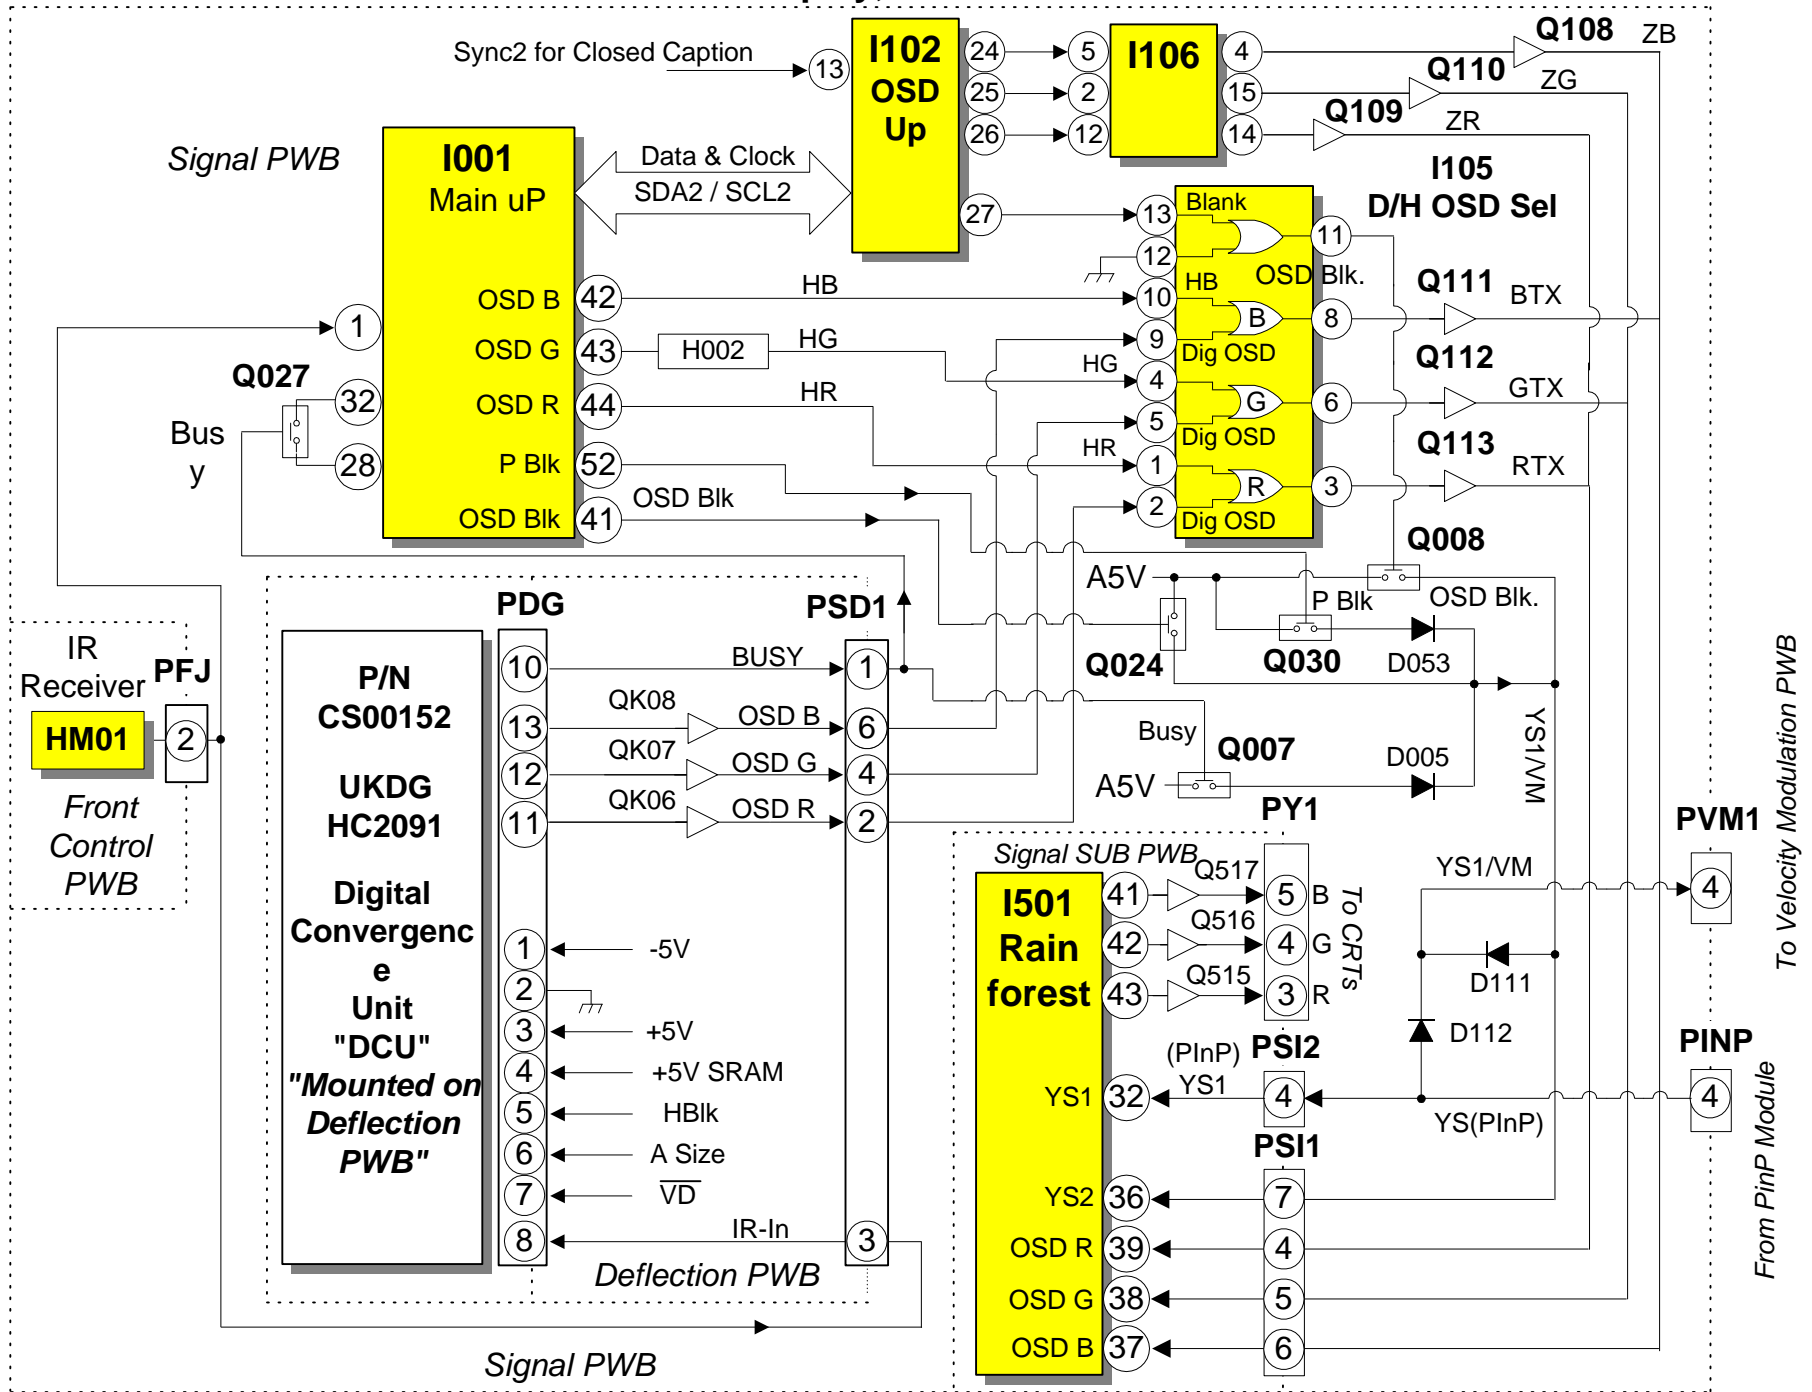 Sync2 for Closed Caption
13
I102
OSD
Up
24
25
26
27
5
2
12
I106
4
15
14
Q108
ZB
Q110
ZG
Q109
ZR
Signal PWB
I001
Main uP
Data & Clock
SDA2 / SCL2
I105
D/H OSD Sel
13
Blank
12
11
OSD Blk.
10
HB
9
B
8
Dig OSD
4
HG
5
G
6
Dig OSD
1
HR
2
R
3
Dig OSD
Q111
BTX
Q112
GTX
Q113
RTX
1
OSD B
42
HB
OSD G
43
H002
HG
OSD R
44
HR
P Blk
52
OSD Blk
41
OSD Blk
Q027
32
28
Bus
y
Q008
A5V
P Blk
OSD Blk.
Q024
Q030
D053
Busy
Q007
A5V
D005
YS1/VM
IR
Receiver
PFJ
HM01
2
Front
Control
PWB
P/N
CS00152
UKDG
HC2091
Digital
Convergenc
e
Unit
"DCU"
"Mounted on
Deflection
PWB"
PDG
PSD1
10
BUSY
1
13
QK08
OSD B
6
12
QK07
OSD G
4
11
QK06
OSD R
2
1
-5V
2
3
+5V
4
+5V SRAM
5
HBlk
6
A Size
7
VD
8
IR-In
3
Deflection PWB
Signal PWB
Signal SUB PWB
I501
Rain
forest
PY1
41
Q517
5
B
42
Q516
4
G
43
Q515
3
R
To CRTs
(PInP)
YS1
PSI2
YS1
32
4
PSI1
YS2
36
7
OSD R
39
4
OSD G
38
5
OSD B
37
6
YS1/VM
D111
D112
YS(PInP)
PVM1
4
To Velocity Modulation PWB
PINP
4
From PinP Module